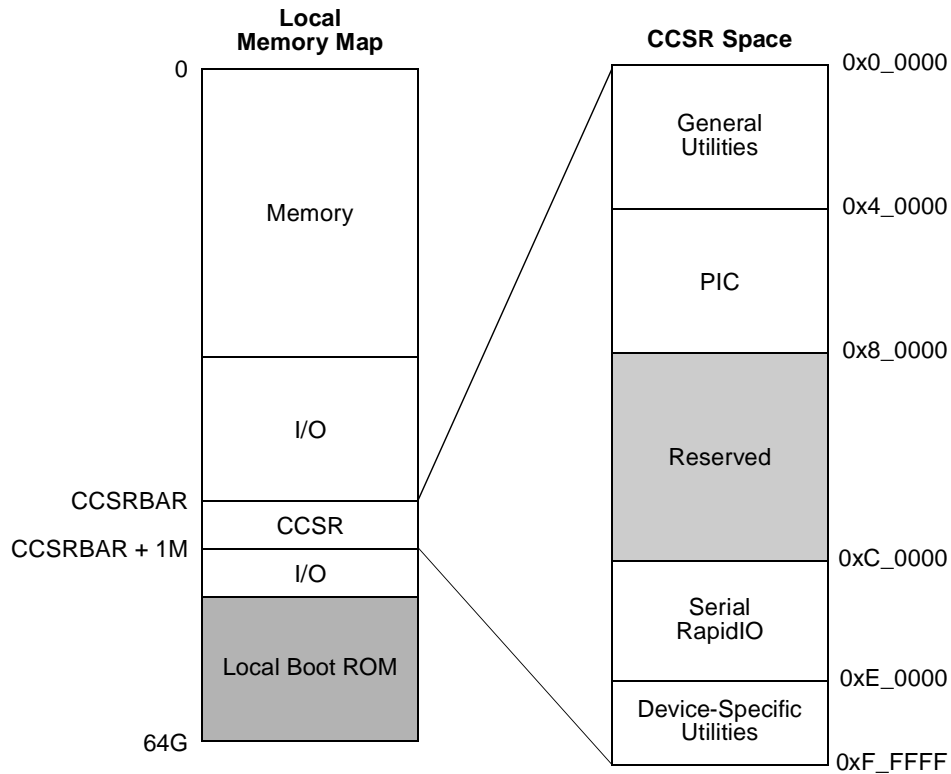 Local
Memory Map
0
Memory
I/O
CCSRBAR
CCSR
CCSRBAR + 1M
I/O
Local Boot ROM
64G
CCSR Space
0x0_0000
General
Utilities
0x4_0000
PIC
0x8_0000
Reserved
0xC_0000
Serial
RapidIO
0xE_0000
Device-Specific
Utilities
0xF_FFFF